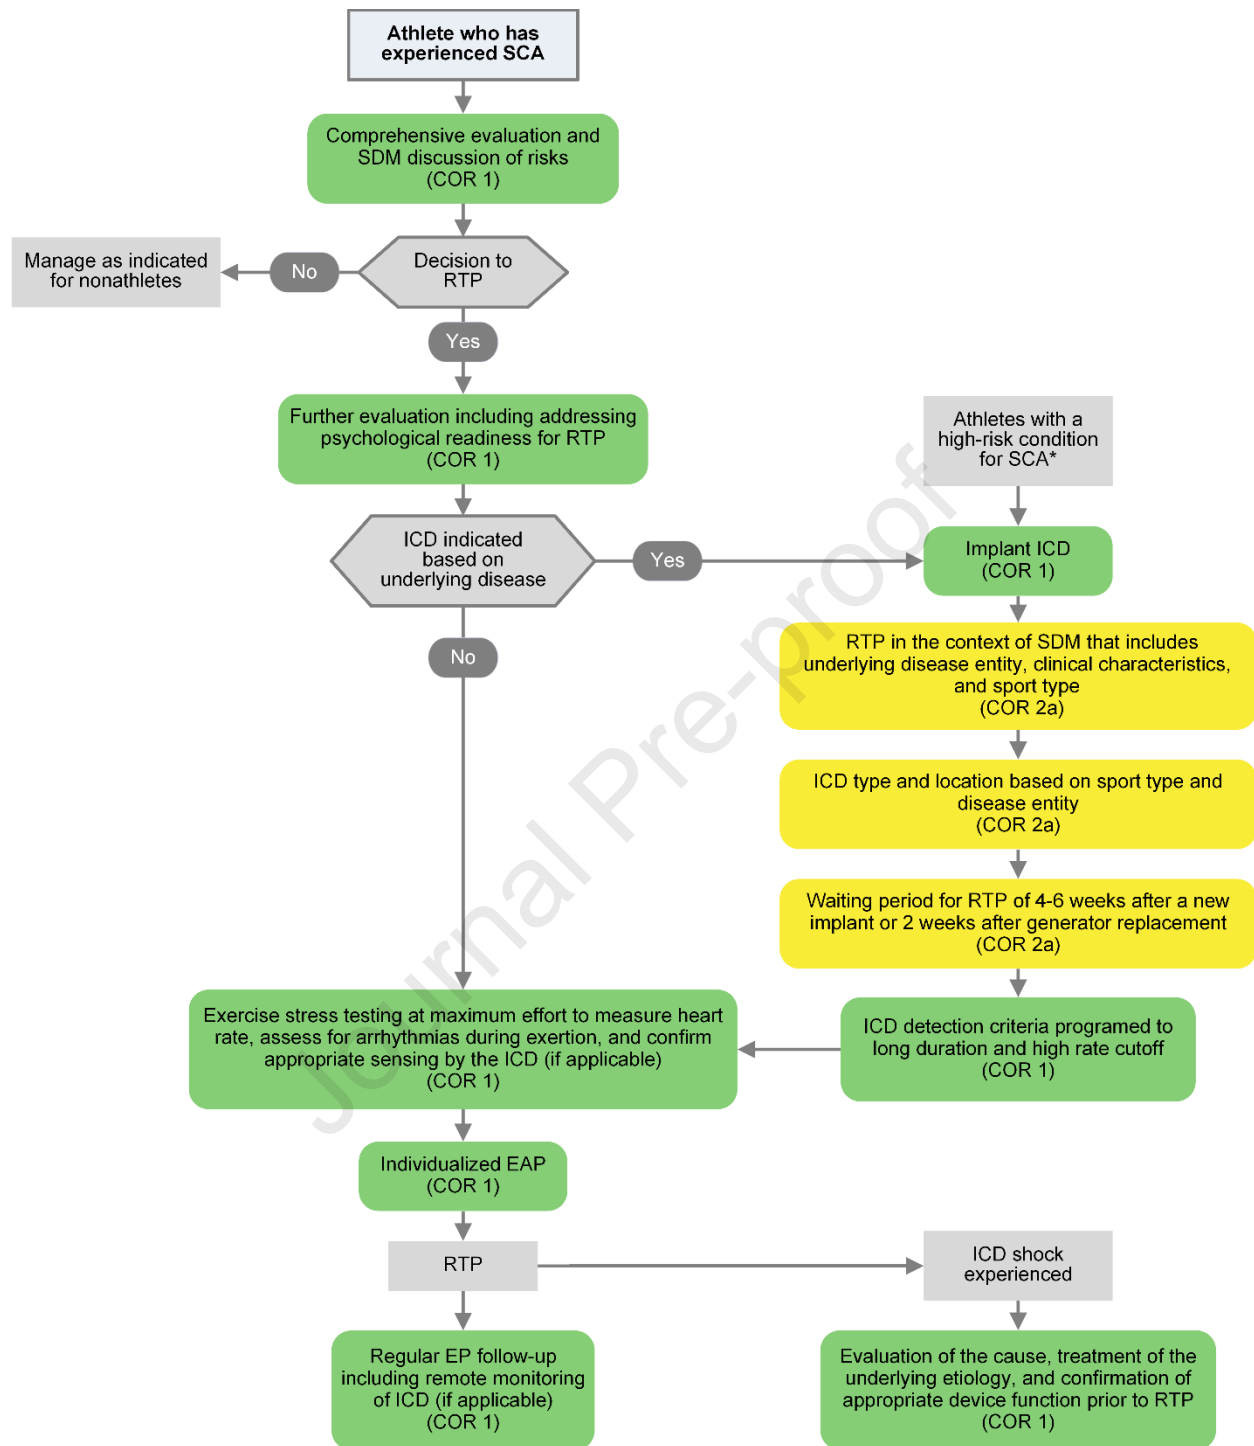 Athlete who has
experienced SCA
Comprehensive evaluation and
SDM discussion of risks
(COR 1)
Manage as indicated
for nonathletes
No
Decision to
RTP
Yes
Further evaluation including addressing
psychological readiness for RTP
(COR 1)
Athletes with a
high-risk condition
for SCA*
ICD indicated
based on
underlying disease
Yes
Implant ICD
(COR 1)
No
RTP in the context of SDM that includes
underlying disease entity, clinical characteristics,
and sport type
(COR 2a)
ICD type and location based on sport type and
disease entity
(COR 2a)
Waiting period for RTP of 4-6 weeks after a new
implant or 2 weeks after generator replacement
(COR 2a)
ICD detection criteria programed to
long duration and high rate cutoff
(COR 1)
Exercise stress testing at maximum effort to measure heart
rate, assess for arrhythmias during exertion, and confirm
appropriate sensing by the ICD (if applicable)
(COR 1)
Individualized EAP
(COR 1)
RTP
ICD shock
experienced
Regular EP follow-up
including remote monitoring
of ICD (if applicable)
(COR 1)
Evaluation of the cause, treatment of the
underlying etiology, and confirmation of
appropriate device function prior to RTP
(COR 1)
Journal Pre-proof